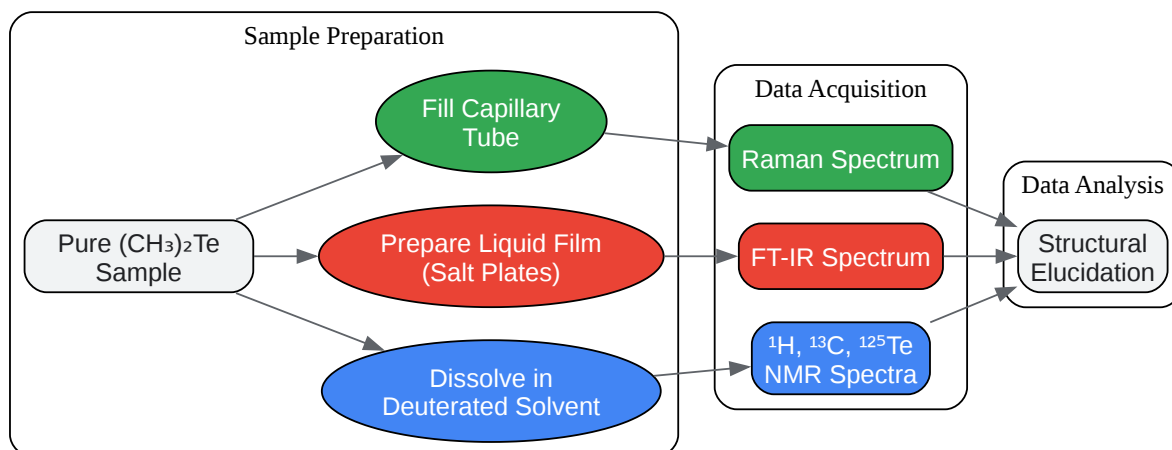 Sample Preparation
Fill Capillary
Tube
Pure (CH₃)₂Te
Sample
Prepare Liquid Film
(Salt Plates)
Dissolve in
Deuterated Solvent
Data Acquisition
Raman Spectrum
FT-IR Spectrum
¹H, ¹³C, ¹²⁵Te
NMR Spectra
Data Analysis
Structural
Elucidation